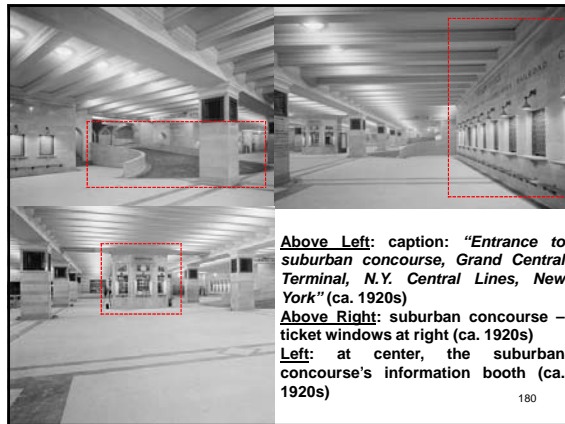 RAILROAD
Above Left: caption: "Entrance to
suburban concourse, Grand Central
Terminal, N.Y. Central Lines, New
York" (ca. 1920s)
Above Right: suburban concourse –
ticket windows at right (ca. 1920s)
Left: at center, the suburban
concourse's information booth (ca.
1920s)
180